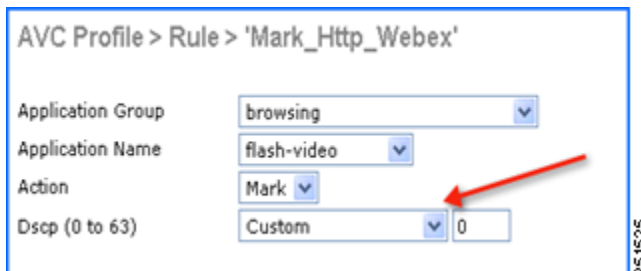 AVC Profile > Rule > 'Mark_Http_Webex'
Application Group browsing
Application Name flash-video
Action Mark
Dscp (0 to 63) Custom 0